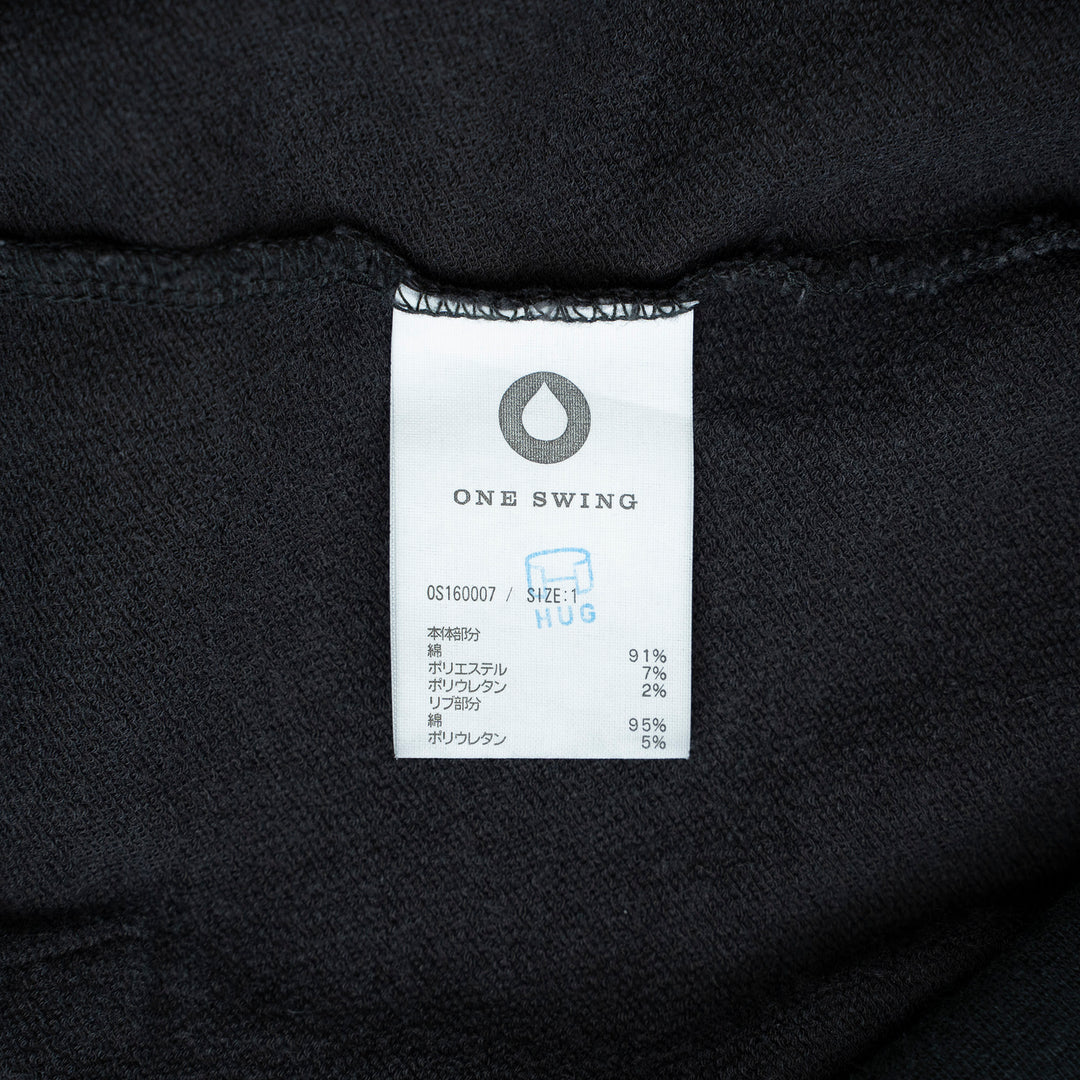 ONE SWING
OS160007 / SIZE:1
HUG
本体部分
綿 91%
ポリエステル 7%
ポリウレタン 2%
リブ部分
綿 95%
ポリウレタン 5%